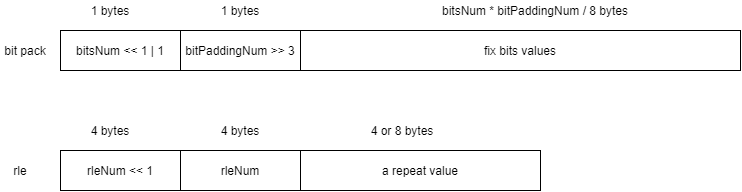 1 bytes 1 bytes bitsNum * bitPaddingNum / 8 bytes
bit pack bitsNum << 1 | 1 bitPaddingNum >> 3 fix bits values
4 bytes 4 bytes 4 or 8 bytes
rle rleNum << 1 rleNum a repeat value